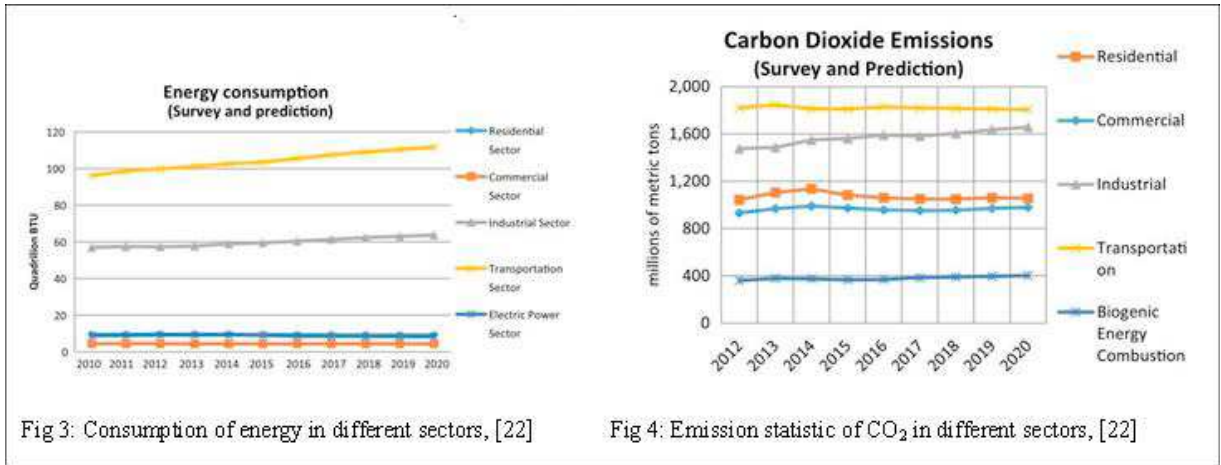 Energy consumption
(Survey and prediction)
Quadrillion BTU
120
100
80
60
40
20
0
2010 2011 2012 2013 2014 2015 2016 2017 2018 2019 2020
Residential
Sector
Commercial
Sector
Industrial Sector
Transportation
Sector
Electric Power
Sector
Fig 3: Consumption of energy in different sectors, [22]
Carbon Dioxide Emissions
(Survey and Prediction)
millions of metric tons
2,000
1,600
1,200
800
400
0
2012 2013 2014 2015 2016 2017 2018 2019 2020
Residential
Commercial
Industrial
Transportati
on
Biogenic
Energy
Combustion
Fig 4: Emission statistic of CO₂ in different sectors, [22]